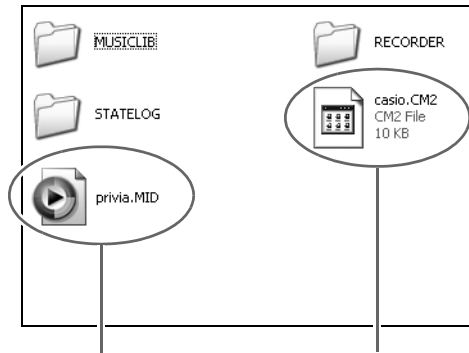 MUSICLIB
RECORDER
STATELOG
casio.CM2
CM2 File
10 KB
privia.MID